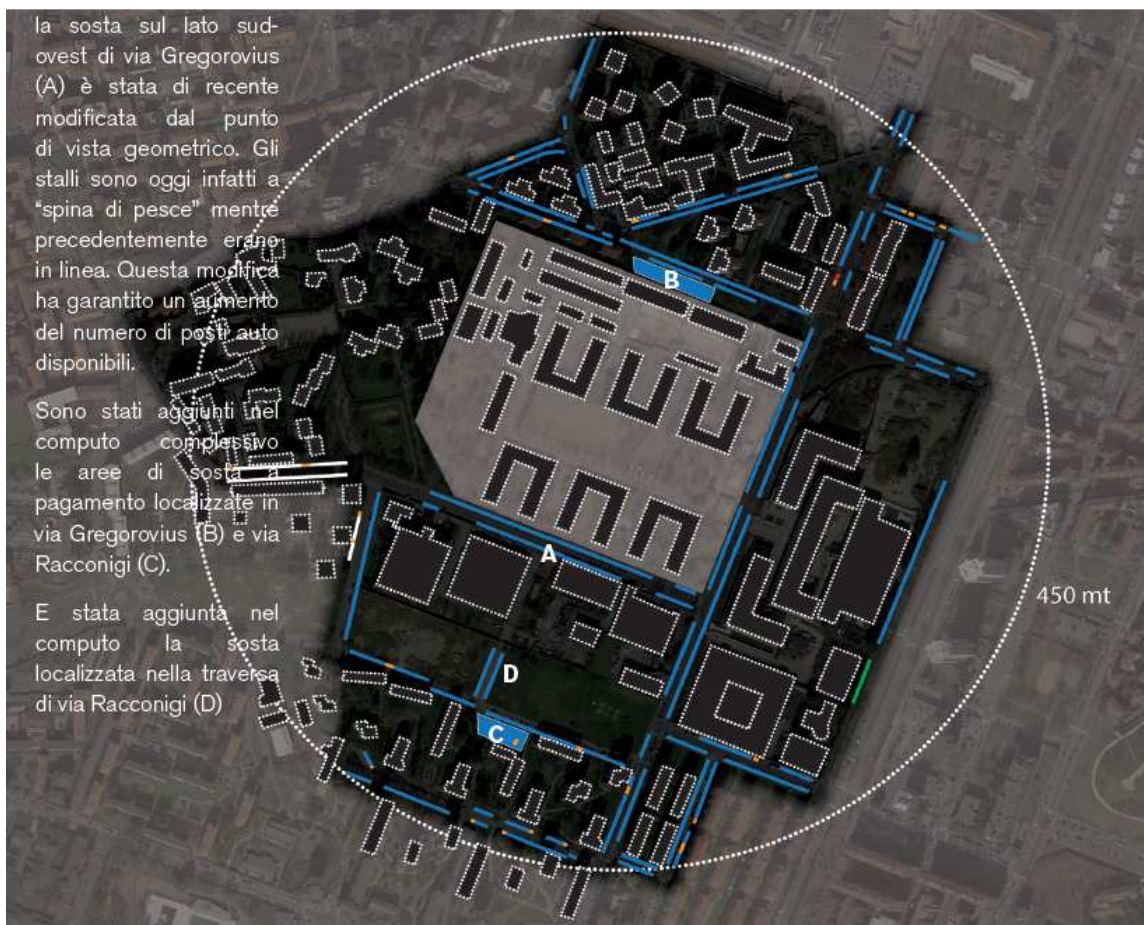 la sosta sul lato sud-
ovest di via Gregorovius
(A) è stata di recente
modificata dal punto
di vista geometrico. Gli
stalli sono oggi infatti a
“spina di pesce” mentre
precedentemente erano
in linea. Questa modifica
ha garantito un aumento
del numero di posti auto
disponibili.
Sono stati aggiunti nel
computo complessivo
le aree di sosta a
pagamento localizzate in
via Gregorovius (B) e via
Racconigi (C).
E stata aggiunta nel
computo la sosta
localizzata nella traversa
di via Racconigi (D)
B
A
D
C
450 mt